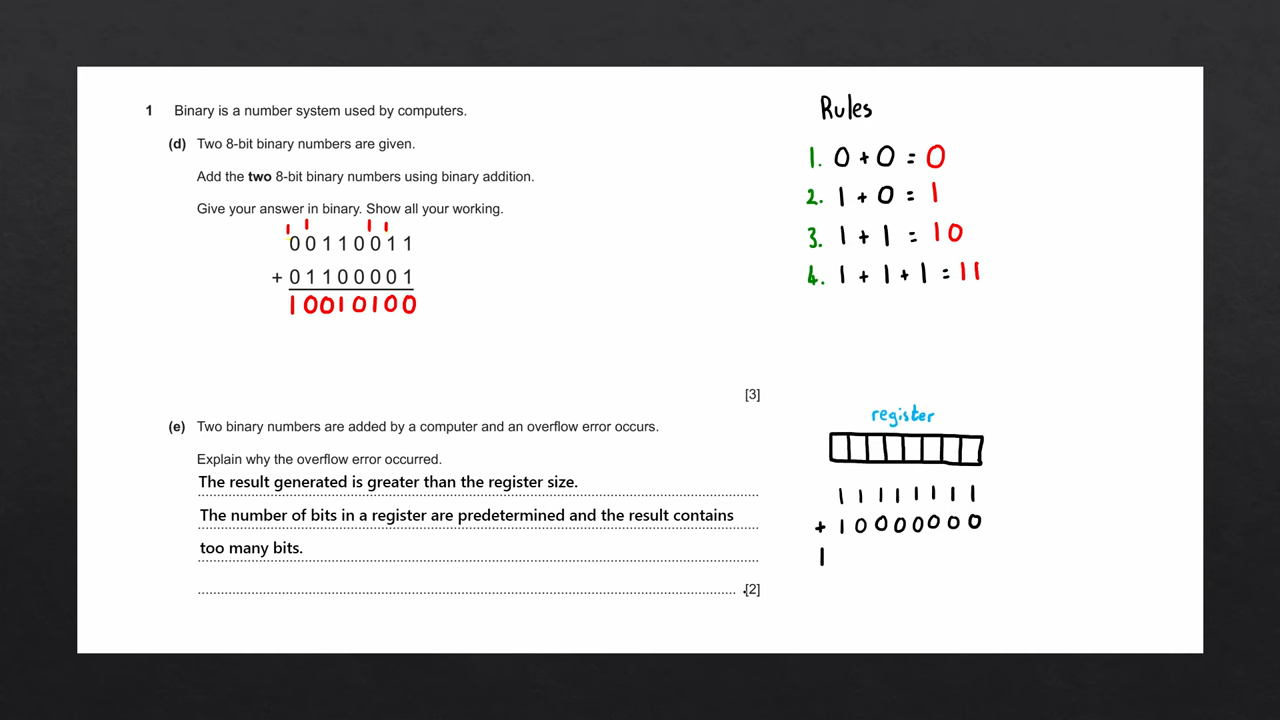 1 Binary is a number system used by computers.
(d) Two 8-bit binary numbers are given.
Add the two 8-bit binary numbers using binary addition.
Give your answer in binary. Show all your working.
1 1 1 1
0 0 1 1 0 0 1 1
+ 0 1 1 0 0 0 0 1
1 0 0 1 0 1 0 0
[3]
(e) Two binary numbers are added by a computer and an overflow error occurs.
Explain why the overflow error occurred.
The result generated is greater than the register size.
The number of bits in a register are predetermined and the result contains
too many bits.
[2]
Rules
1. 0 + 0 = 0
2. 1 + 0 = 1
3. 1 + 1 = 10
4. 1 + 1 + 1 = 11
register
1 1 1 1 1 1 1 1
+ 1 0 0 0 0 0 0 0
1